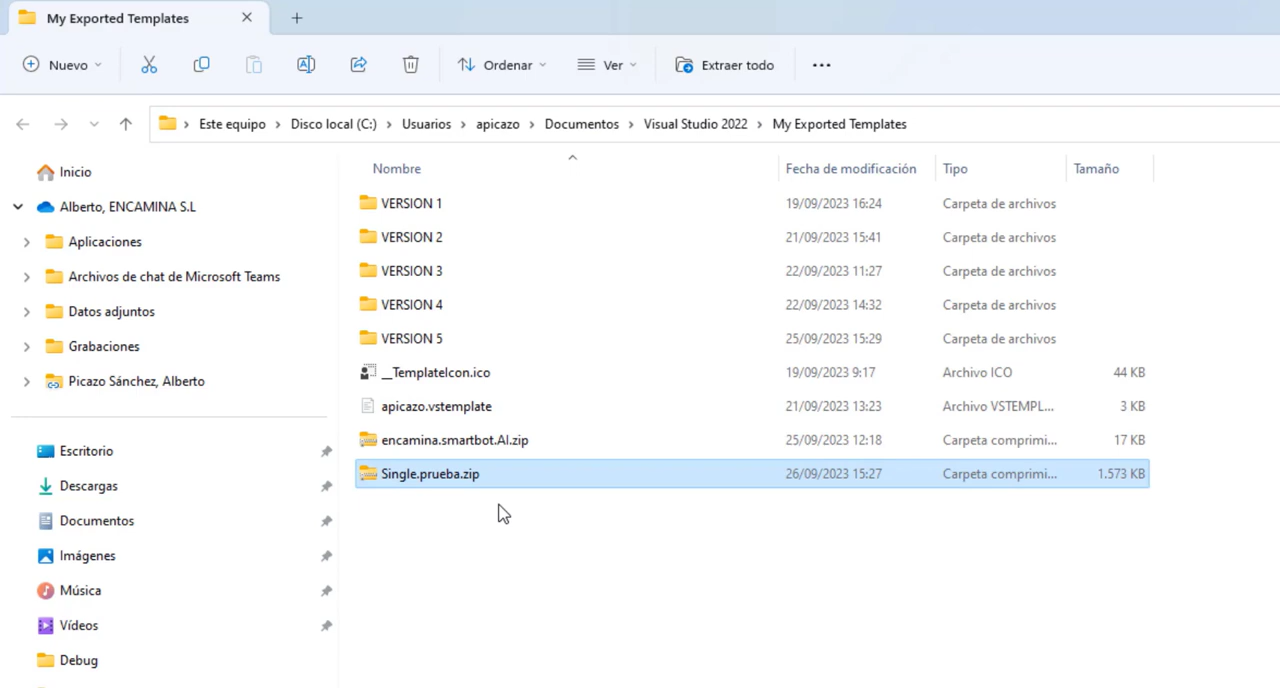 My Exported Templates
Nuevo
Ordenar
Ver
Extraer todo
Este equipo > Disco local (C:) > Usuarios > apicazo > Documentos > Visual Studio 2022 > My Exported Templates
Inicio
Alberto, ENCAMINA S.L
Aplicaciones
Archivos de chat de Microsoft Teams
Datos adjuntos
Grabaciones
Picazo Sánchez, Alberto
Escritorio
Descargas
Documentos
Imágenes
Música
Vídeos
Debug
Nombre Fecha de modificación Tipo Tamaño
VERSION 1 19/09/2023 16:24 Carpeta de archivos
VERSION 2 21/09/2023 15:41 Carpeta de archivos
VERSION 3 22/09/2023 11:27 Carpeta de archivos
VERSION 4 22/09/2023 14:32 Carpeta de archivos
VERSION 5 25/09/2023 15:29 Carpeta de archivos
__TemplateIcon.ico 19/09/2023 9:17 Archivo ICO 44 KB
apicazo.vstemplate 21/09/2023 13:23 Archivo VSTEMPL... 3 KB
encamina.smartbot.AI.zip 25/09/2023 12:18 Carpeta comprimi... 17 KB
Single.prueba.zip 26/09/2023 15:27 Carpeta comprimi... 1.573 KB